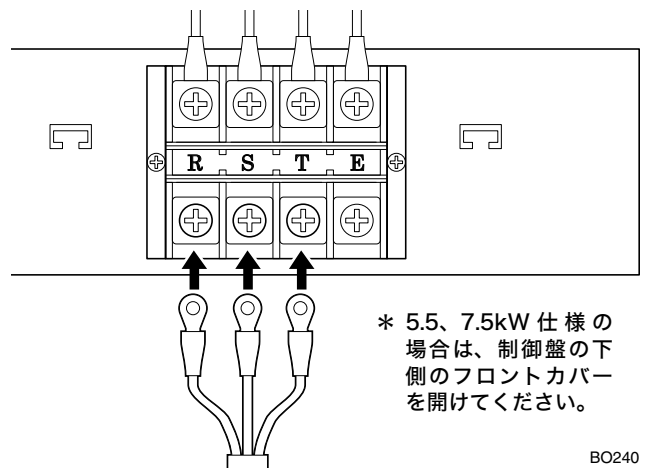 R S T E
* 5.5、7.5kW 仕様の
場合は、制御盤の下
側のフロントカバー
を開けてください。
BO240